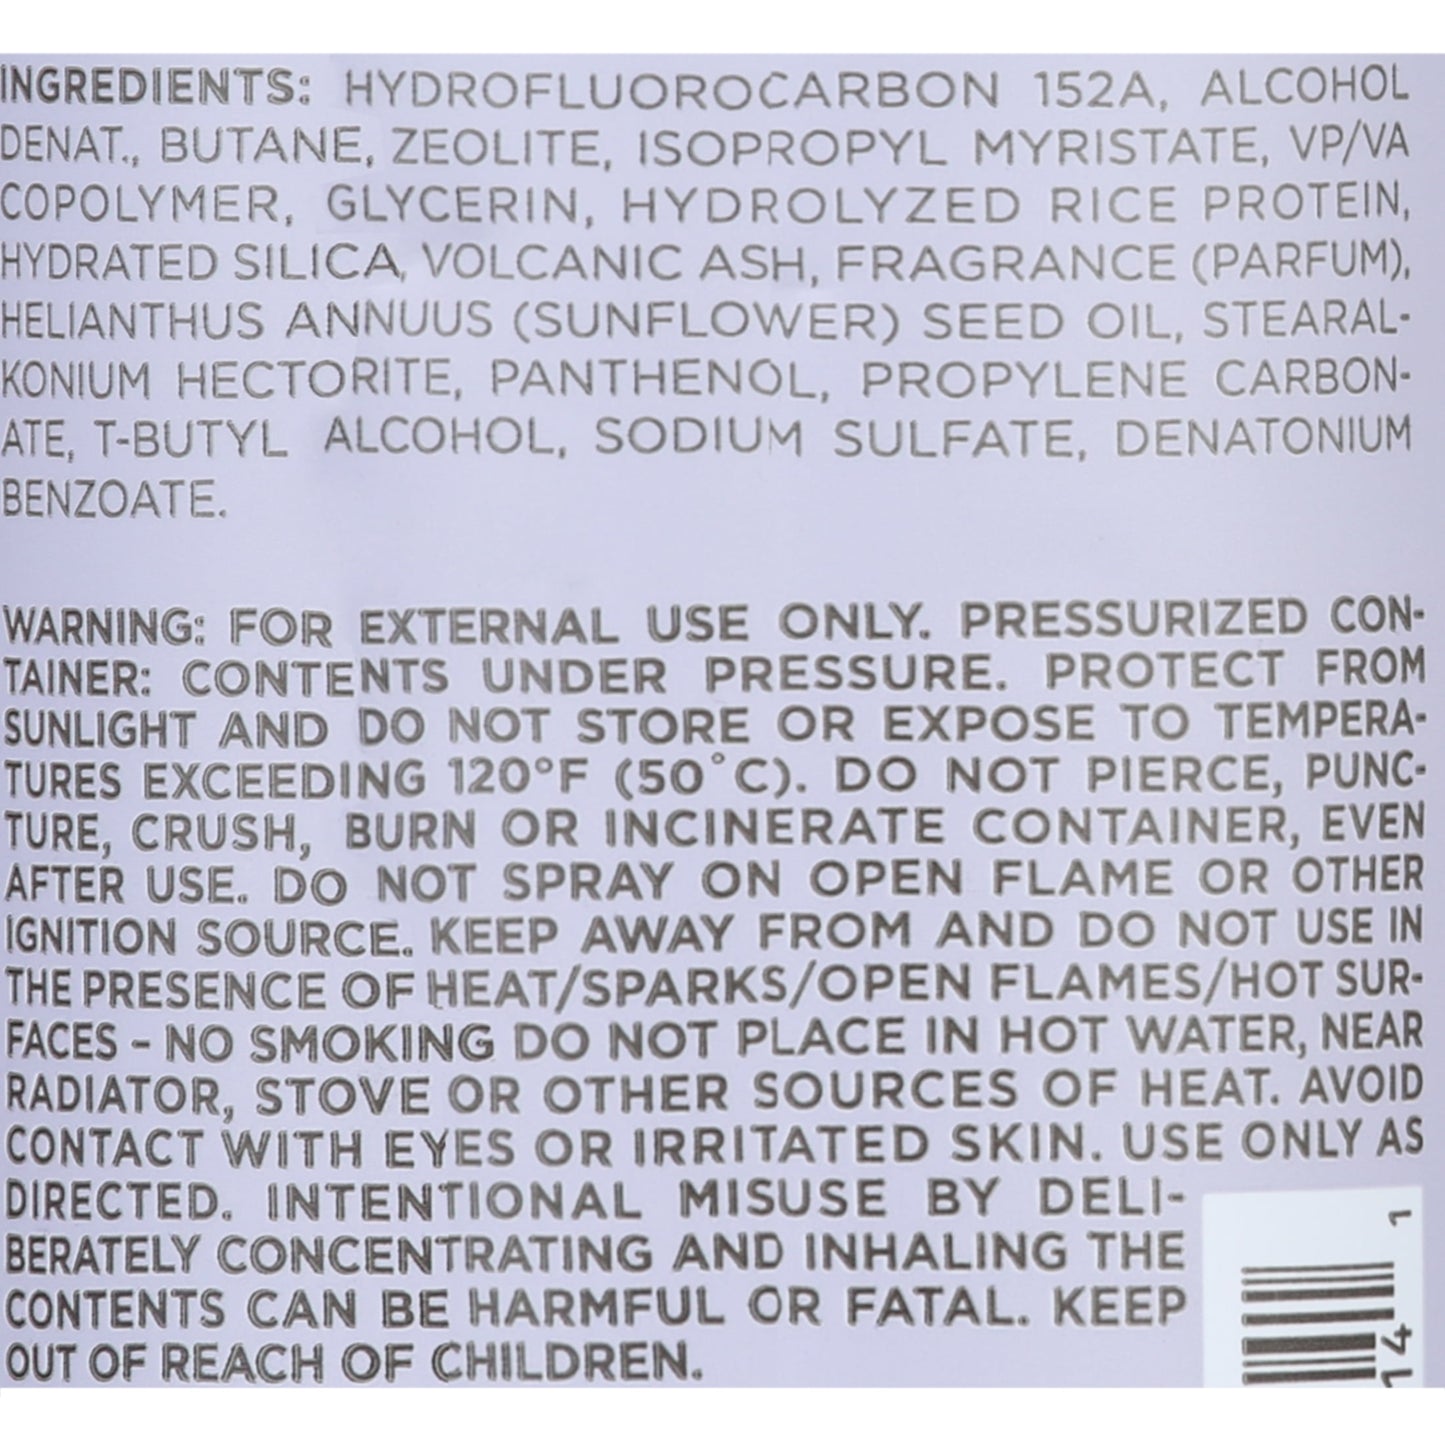 INGREDIENTS: HYDROFLUOROCARBON 152A, ALCOHOL
DENAT., BUTANE, ZEOLITE, ISOPROPYL MYRISTATE, VP/VA
COPOLYMER, GLYCERIN, HYDROLYZED RICE PROTEIN,
HYDRATED SILICA, VOLCANIC ASH, FRAGRANCE (PARFUM),
HELIANTHUS ANNUUS (SUNFLOWER) SEED OIL, STEARAL-
KONIUM HECTORITE, PANTHENOL, PROPYLENE CARBON-
ATE, T-BUTYL ALCOHOL, SODIUM SULFATE, DENATONIUM
BENZOATE.
WARNING: FOR EXTERNAL USE ONLY. PRESSURIZED CON-
TAINER: CONTENTS UNDER PRESSURE. PROTECT FROM
SUNLIGHT AND DO NOT STORE OR EXPOSE TO TEMPERA-
TURES EXCEEDING 120°F (50°C). DO NOT PIERCE, PUNC-
TURE, CRUSH, BURN OR INCINERATE CONTAINER, EVEN
AFTER USE. DO NOT SPRAY ON OPEN FLAME OR OTHER
IGNITION SOURCE. KEEP AWAY FROM AND DO NOT USE IN
THE PRESENCE OF HEAT/SPARKS/OPEN FLAMES/HOT SUR-
FACES - NO SMOKING DO NOT PLACE IN HOT WATER, NEAR
RADIATOR, STOVE OR OTHER SOURCES OF HEAT. AVOID
CONTACT WITH EYES OR IRRITATED SKIN. USE ONLY AS
DIRECTED. INTENTIONAL MISUSE BY DELI-
BERATELY CONCENTRATING AND INHALING THE
CONTENTS CAN BE HARMFUL OR FATAL. KEEP
OUT OF REACH OF CHILDREN.
1
14